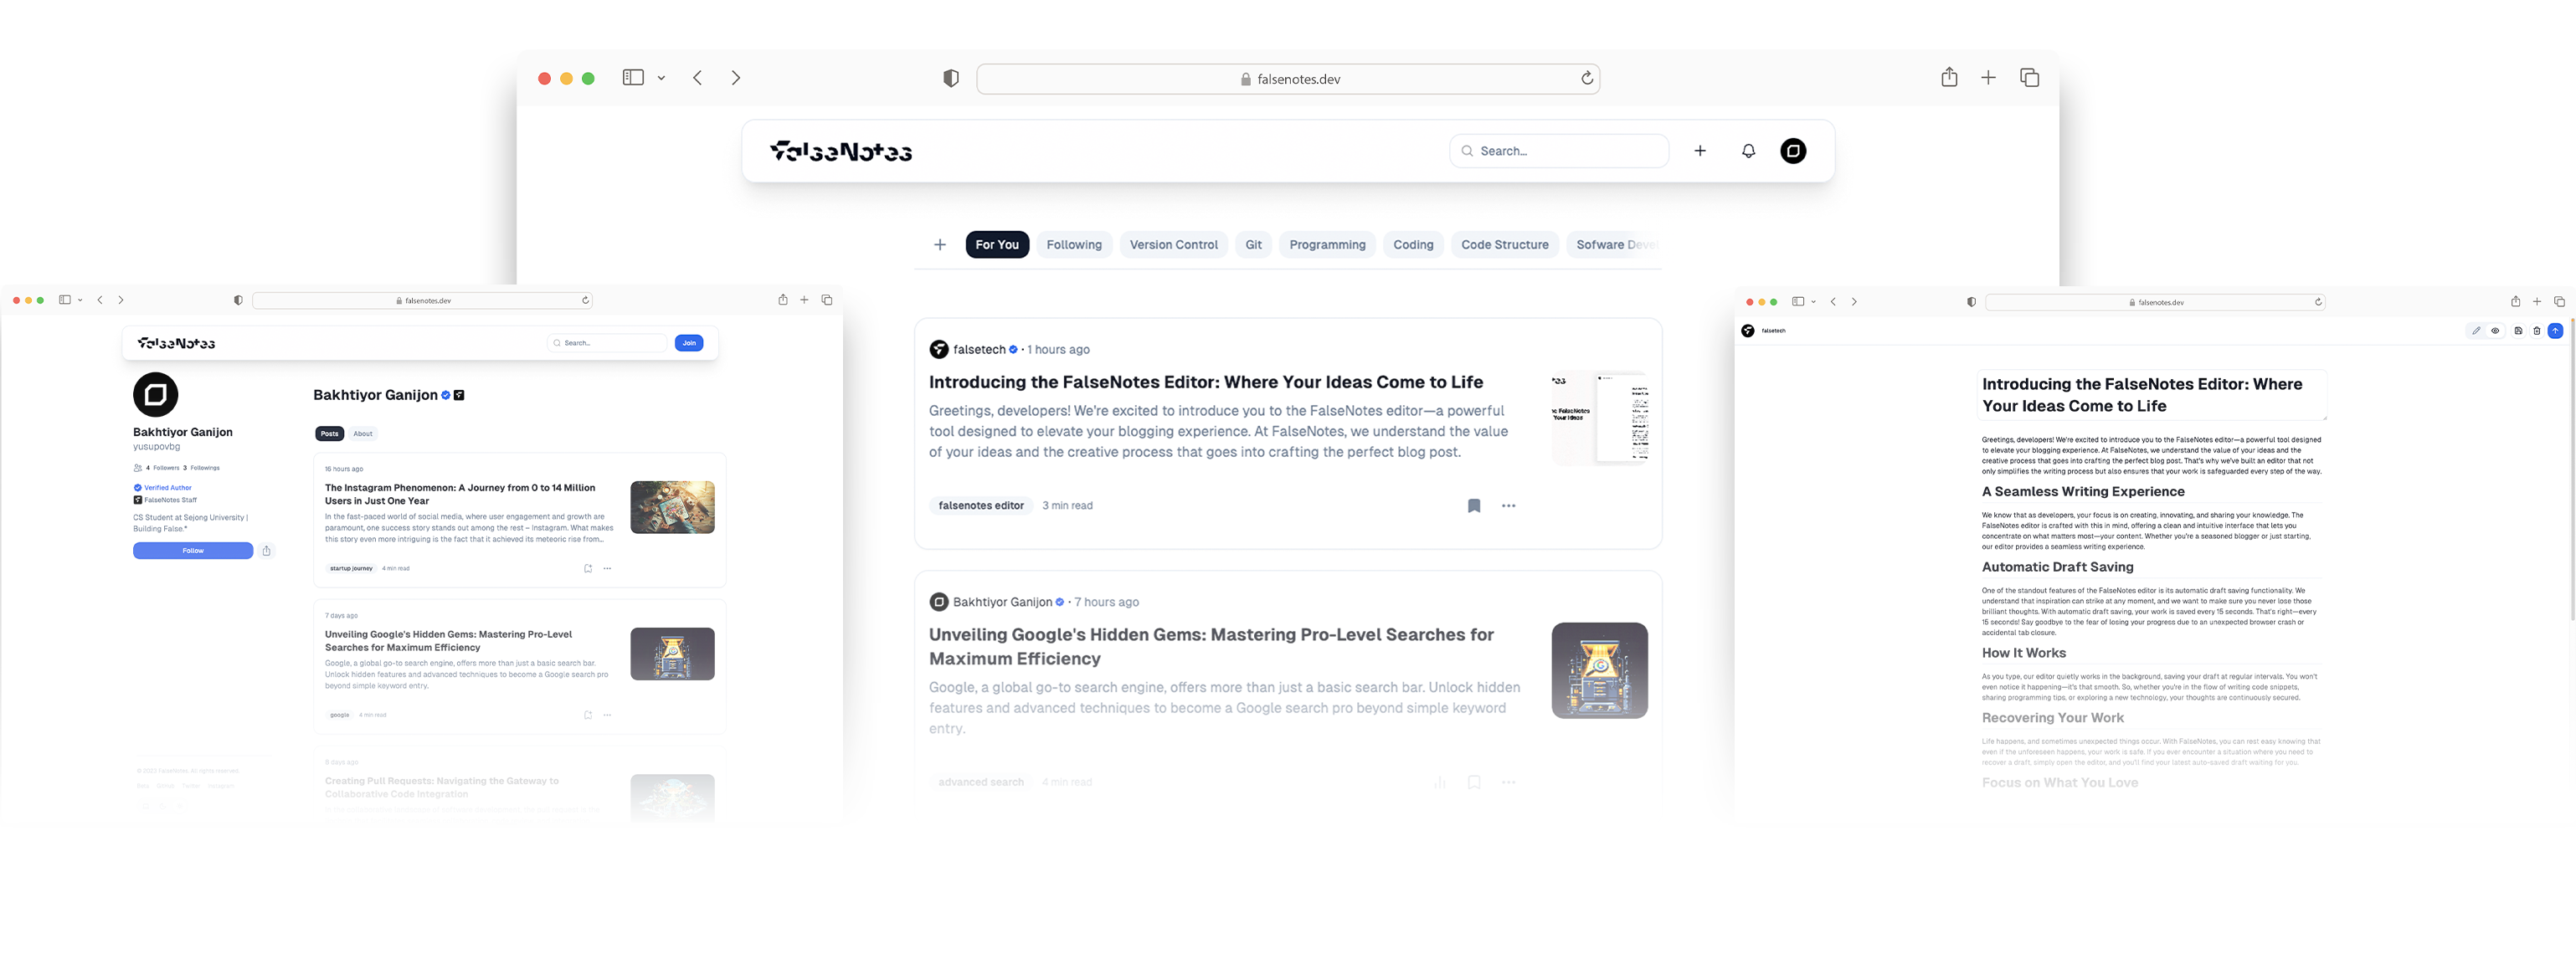 falsenotes.dev
FalseNotes
Search...
For You
Following
Version Control
Git
Programming
Coding
Code Structure
Sofware Deve
falsetech • 1 hours ago
Introducing the FalseNotes Editor: Where Your Ideas Come to Life
Greetings, developers! We're excited to introduce you to the FalseNotes editor—a powerful
tool designed to elevate your blogging experience. At FalseNotes, we understand the value
of your ideas and the creative process that goes into crafting the perfect blog post.
falsenotes editor 3 min read
Bakhtiyor Ganijon • 7 hours ago
Unveiling Google's Hidden Gems: Mastering Pro-Level Searches for
Maximum Efficiency
Google, a global go-to search engine, offers more than just a basic search bar. Unlock hidden
features and advanced techniques to become a Google search pro beyond simple keyword
entry.
advanced search 4 min read
falsenotes.dev
FalseNotes
Search...
Join
Bakhtiyor Ganijon
yusupovbg
4 Followers 3 Followings
Verified Author
FalseNotes Staff
CS Student at Sejong University |
Building False.*
Follow
© 2023 FalseNotes. All rights reserved.
Bakhtiyor Ganijon
Posts
About
16 hours ago
The Instagram Phenomenon: A Journey from 0 to 14 Million
Users in Just One Year
In the fast-paced world of social media, where user engagement and growth are
paramount, one success story stands out among the rest – Instagram. What makes
this story even more intriguing is the fact that it achieved its meteoric rise from...
startup journey 4 min read
7 days ago
Unveiling Google's Hidden Gems: Mastering Pro-Level Searches for
Maximum Efficiency
Google, a global go-to search engine, offers more than just a basic search bar.
Unlock hidden features and advanced techniques to become a Google search pro
beyond simple keyword entry.
google 4 min read
8 days ago
Creating Pull Requests: Navigating the Gateway to
Collaborative Code Integration
falsenotes.dev
falsetech
Introducing the FalseNotes Editor: Where
Your Ideas Come to Life
Greetings, developers! We're excited to introduce you to the FalseNotes editor—a powerful tool designed
to elevate your blogging experience. At FalseNotes, we understand the value of your ideas and the
creative process that goes into crafting the perfect blog post. That's why we've built an editor that not
only simplifies the writing process but also ensures that your work is safeguarded every step of the way.
A Seamless Writing Experience
We know that as developers, your focus is on creating, innovating, and sharing your knowledge. The
FalseNotes editor is crafted with this in mind, offering a clean and intuitive interface that lets you
concentrate on what matters most—your content. Whether you're a seasoned blogger or just starting,
our editor provides a seamless writing experience.
Automatic Draft Saving
One of the standout features of the FalseNotes editor is its automatic draft saving functionality. We
understand that inspiration can strike at any moment, and we want to make sure you never lose those
brilliant thoughts. With automatic draft saving, your work is saved every 15 seconds. That's right—every
15 seconds! Say goodbye to the fear of losing your progress due to an unexpected browser crash or
accidental tab closure.
How It Works
As you type, our editor quietly works in the background, saving your draft at regular intervals. You won't
even notice it happening—it's that smooth. So, whether you're in the flow of writing code snippets,
sharing programming tips, or exploring a new technology, your thoughts are continuously secured.
Recovering Your Work
Life happens, and sometimes unexpected things occur. With FalseNotes, you can rest easy knowing that
even if the unforeseen happens, your work is safe. If you ever encounter a situation where you need to
recover a draft, simply open the editor, and you'll find your latest auto-saved draft waiting for you.
Focus on What You Love